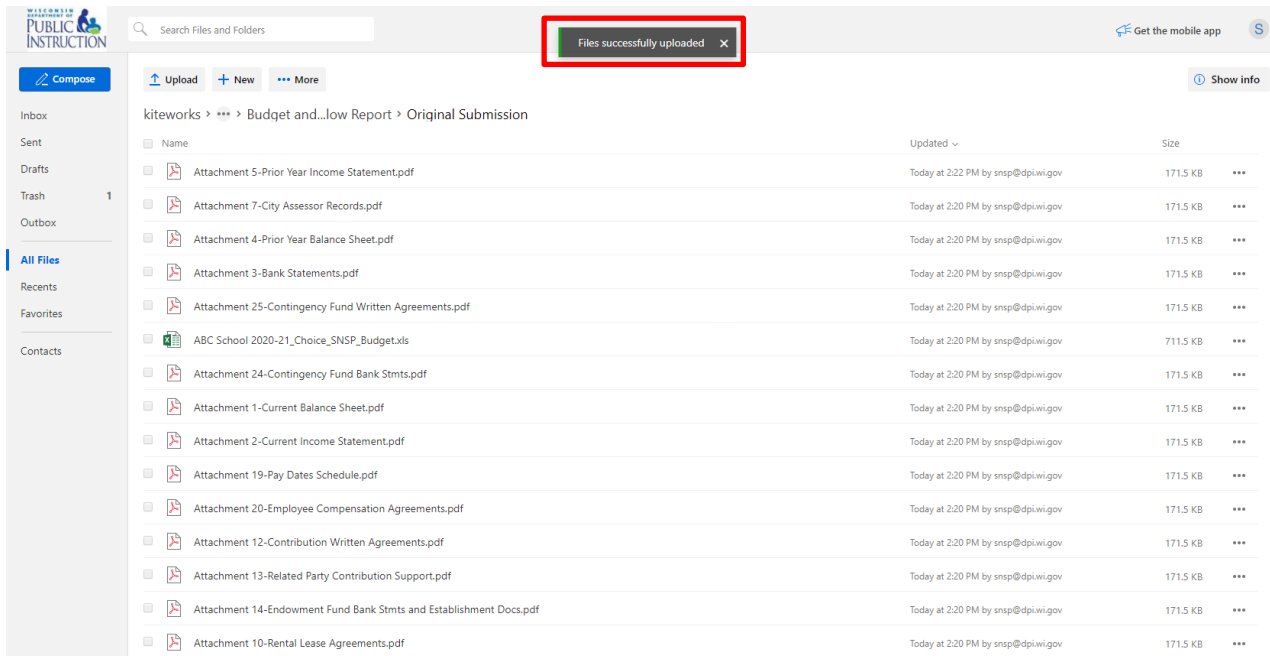 WISCONSIN
DEPARTMENT OF
PUBLIC
INSTRUCTION
Search Files and Folders
Files successfully uploaded ×
Get the mobile app
S
Compose
Upload
+ New
••• More
Show info
Inbox
Sent
Drafts
Trash 1
Outbox
All Files
Recents
Favorites
Contacts
kiteworks > ••• > Budget and...low Report > Original Submission
Name Updated Size
Attachment 5-Prior Year Income Statement.pdf Today at 2:22 PM by snsp@dpi.wi.gov 171.5 KB •••
Attachment 7-City Assessor Records.pdf Today at 2:20 PM by snsp@dpi.wi.gov 171.5 KB •••
Attachment 4-Prior Year Balance Sheet.pdf Today at 2:20 PM by snsp@dpi.wi.gov 171.5 KB •••
Attachment 3-Bank Statements.pdf Today at 2:20 PM by snsp@dpi.wi.gov 171.5 KB •••
Attachment 25-Contingency Fund Written Agreements.pdf Today at 2:20 PM by snsp@dpi.wi.gov 171.5 KB •••
ABC School 2020-21_Choice_SNSP_Budget.xls Today at 2:20 PM by snsp@dpi.wi.gov 711.5 KB •••
Attachment 24-Contingency Fund Bank Stmts.pdf Today at 2:20 PM by snsp@dpi.wi.gov 171.5 KB •••
Attachment 1-Current Balance Sheet.pdf Today at 2:20 PM by snsp@dpi.wi.gov 171.5 KB •••
Attachment 2-Current Income Statement.pdf Today at 2:20 PM by snsp@dpi.wi.gov 171.5 KB •••
Attachment 19-Pay Dates Schedule.pdf Today at 2:20 PM by snsp@dpi.wi.gov 171.5 KB •••
Attachment 20-Employee Compensation Agreements.pdf Today at 2:20 PM by snsp@dpi.wi.gov 171.5 KB •••
Attachment 12-Contribution Written Agreements.pdf Today at 2:20 PM by snsp@dpi.wi.gov 171.5 KB •••
Attachment 13-Related Party Contribution Support.pdf Today at 2:20 PM by snsp@dpi.wi.gov 171.5 KB •••
Attachment 14-Endowment Fund Bank Stmts and Establishment Docs.pdf Today at 2:20 PM by snsp@dpi.wi.gov 171.5 KB •••
Attachment 10-Rental Lease Agreements.pdf Today at 2:20 PM by snsp@dpi.wi.gov 171.5 KB •••